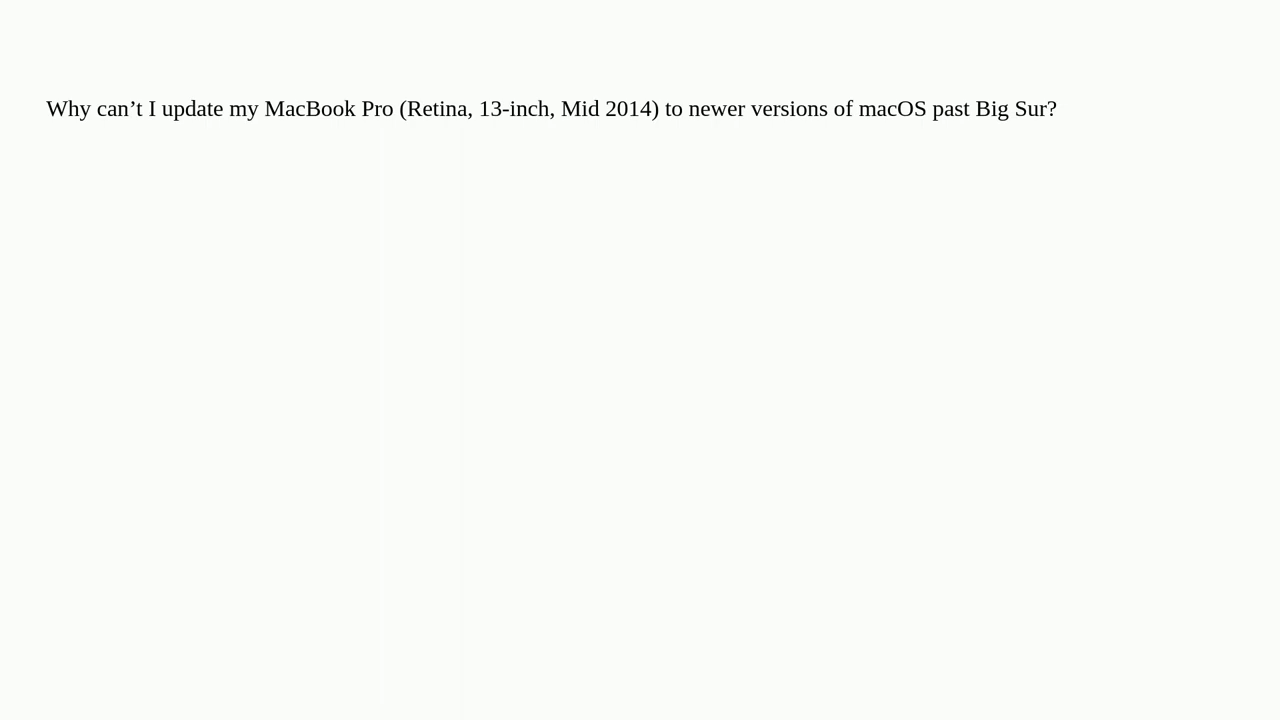 Why can’t I update my MacBook Pro (Retina, 13-inch, Mid 2014) to newer versions of macOS past Big Sur?